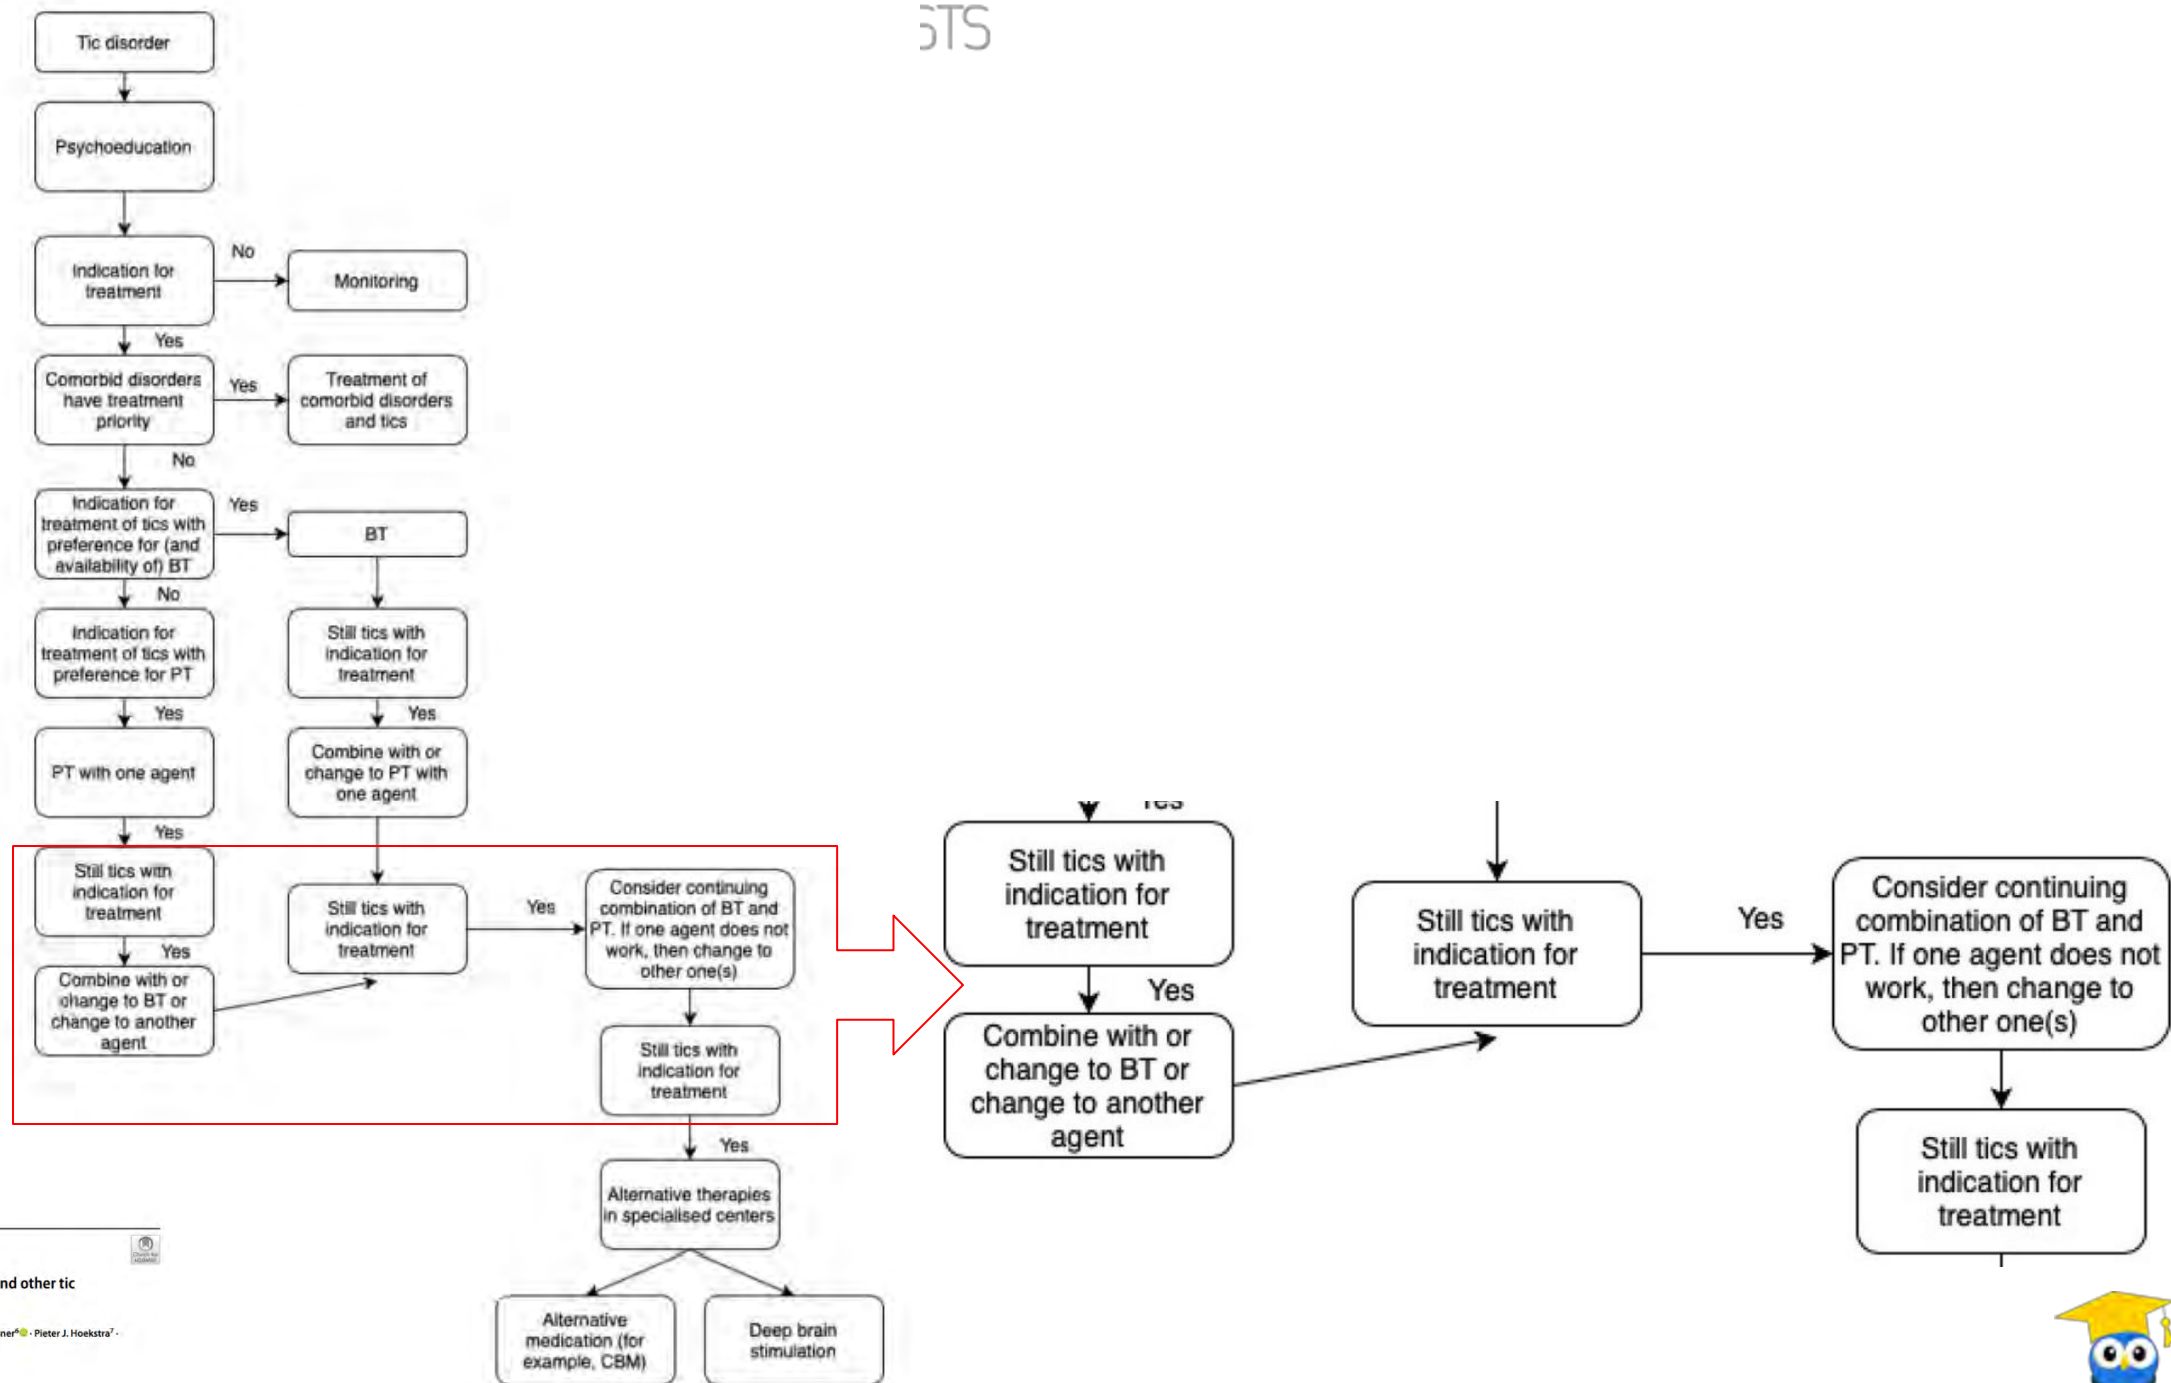 STS
Tic disorder
Psychoeducation
Indication for
treatment
No
Monitoring
Yes
Comorbid disorders
have treatment
priority
Yes
Treatment of
comorbid disorders
and tics
No
Indication for
treatment of tics with
preference for (and
availability of) BT
Yes
BT
No
Indication for
treatment of tics with
preference for PT
Still tics with
indication for
treatment
Yes
Yes
PT with one agent
Combine with or
change to PT with
one agent
Yes
Still tics with
indication for
treatment
Yes
Combine with or
change to BT or
change to another
agent
Still tics with
indication for
treatment
Yes
Consider continuing
combination of BT and
PT. If one agent does not
work, then change to
other one(s)
Still tics with
indication for
treatment
Yes
Alternative therapies
in specialised centers
Alternative
medication (for
example, CBM)
Deep brain
stimulation
Yes
Still tics with
indication for
treatment
Yes
Combine with or
change to BT or
change to another
agent
Still tics with
indication for
treatment
Yes
Consider continuing
combination of BT and
PT. If one agent does not
work, then change to
other one(s)
Still tics with
indication for
treatment
nd other tic
ner⁶ · Pieter J. Hoekstra⁷ ·